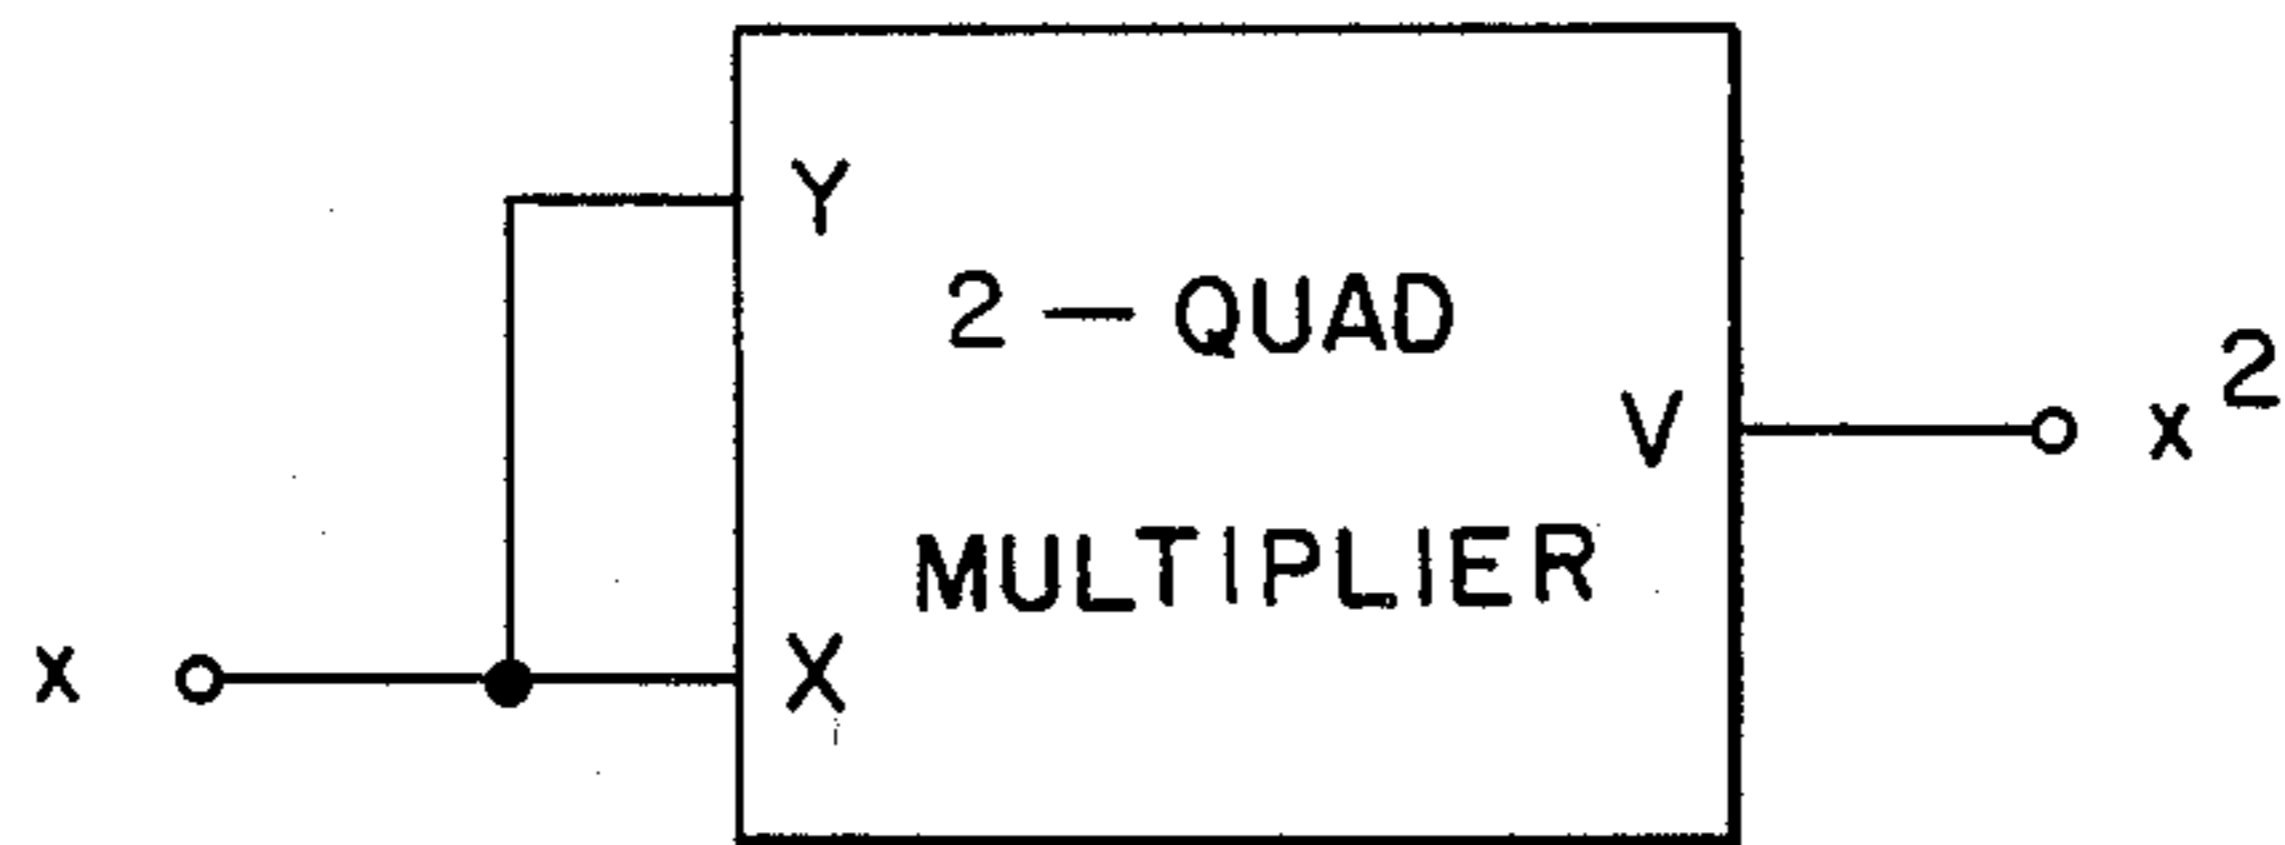 Y
2 — QUAD
V
x²
MULTIPLIER
x
X